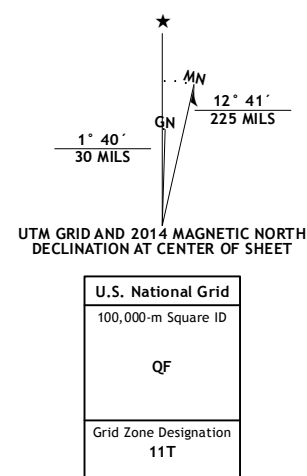 ★
MN
GN
12° 41´
225 MILS
1° 40´
30 MILS
UTM GRID AND 2014 MAGNETIC NORTH
DECLINATION AT CENTER OF SHEET
U.S. National Grid
100,000-m Square ID
QF
Grid Zone Designation
11T